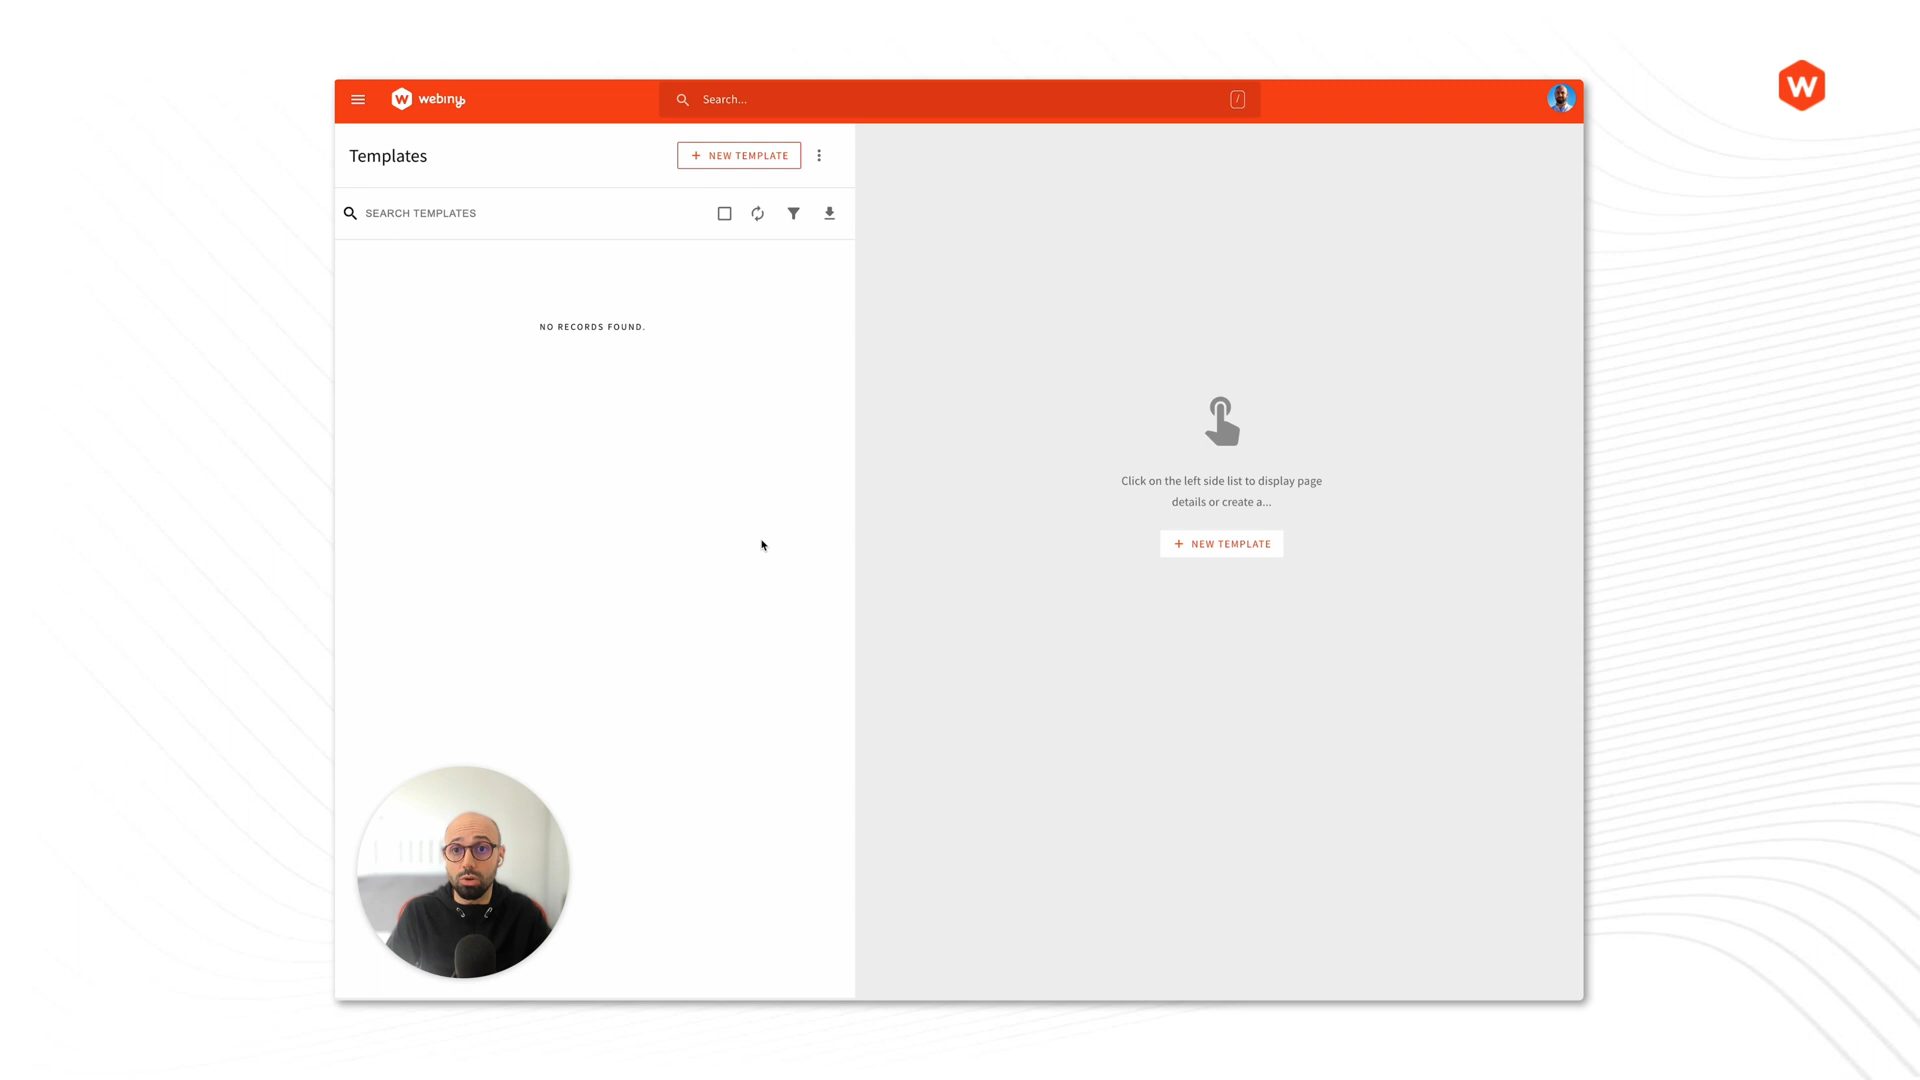 webiny
Search...
/
W
Templates
+ NEW TEMPLATE
SEARCH TEMPLATES
NO RECORDS FOUND.
Click on the left side list to display page
details or create a...
+ NEW TEMPLATE